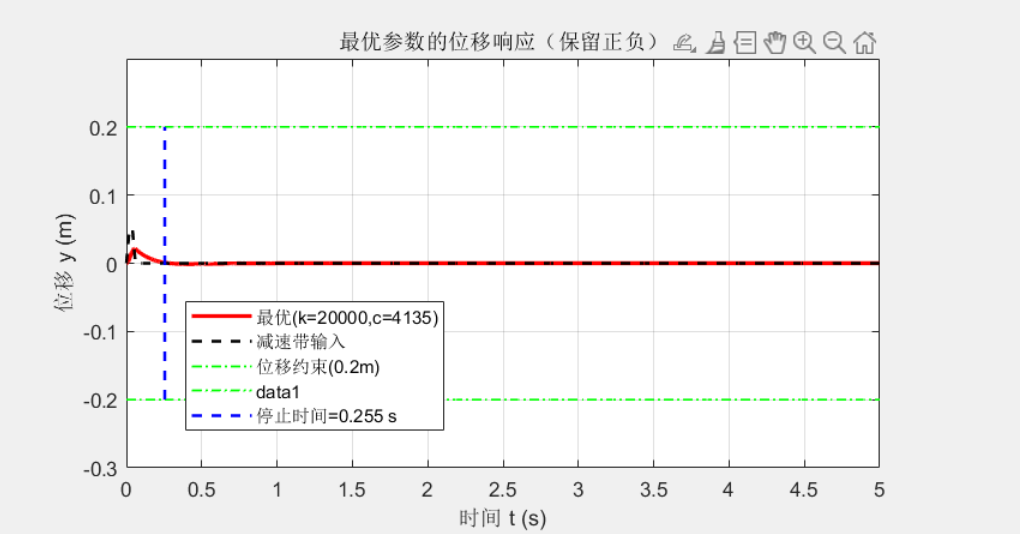 最优参数的位移响应（保留正负）
0.2
0.1
0
-0.1
-0.2
-0.3
位移 y (m)
最优(k=20000,c=4135)
减速带输入
位移约束(0.2m)
data1
停止时间=0.255 s
0 0.5 1 1.5 2 2.5 3 3.5 4 4.5 5
时间 t (s)